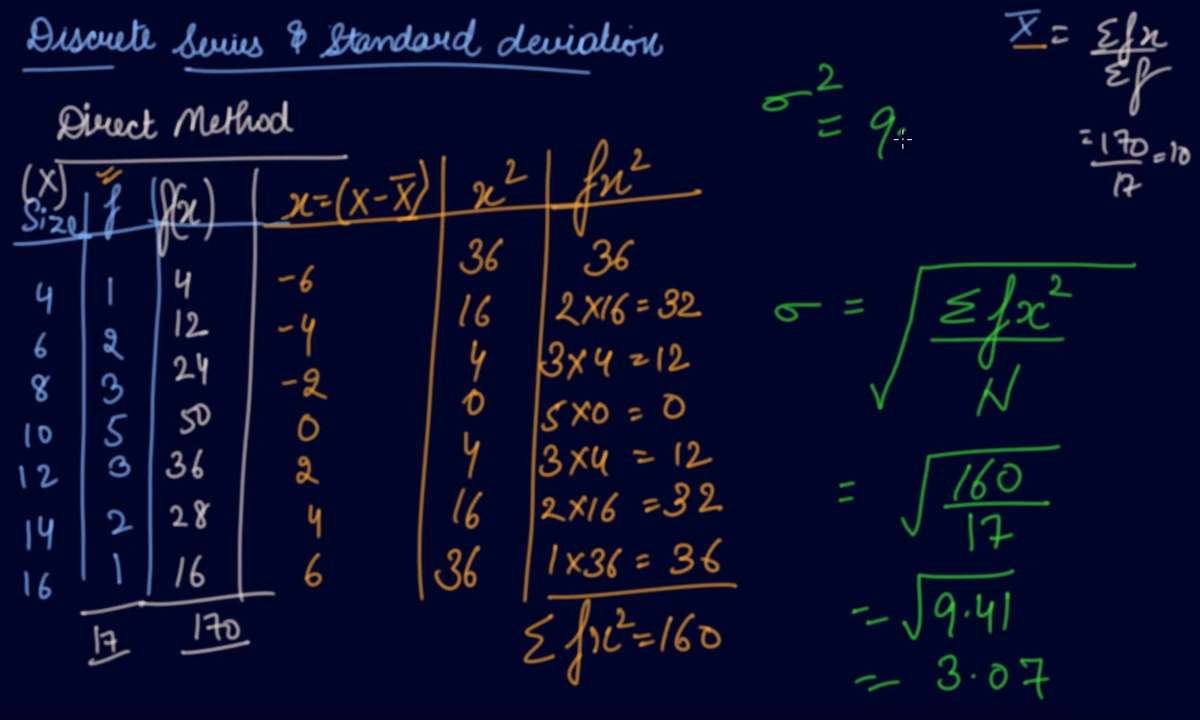 Discrete Series & Standard deviation
Direct Method
(X) Size f f(x) x=(X-X̅) x² fx²
4 1 4 -6 36 36
6 2 12 -4 16 2×16=32
8 3 24 -2 4 3×4=12
10 5 50 0 0 5×0=0
12 3 36 2 4 3×4=12
14 2 28 4 16 2×16=32
16 1 16 6 36 1×36=36
17 170 Σfx²=160
σ²
= 9.
X̅ = Σfx/Σf
=170/17=10
σ = √(Σfx²/N)
= √(160/17)
= √9.41
= 3.07